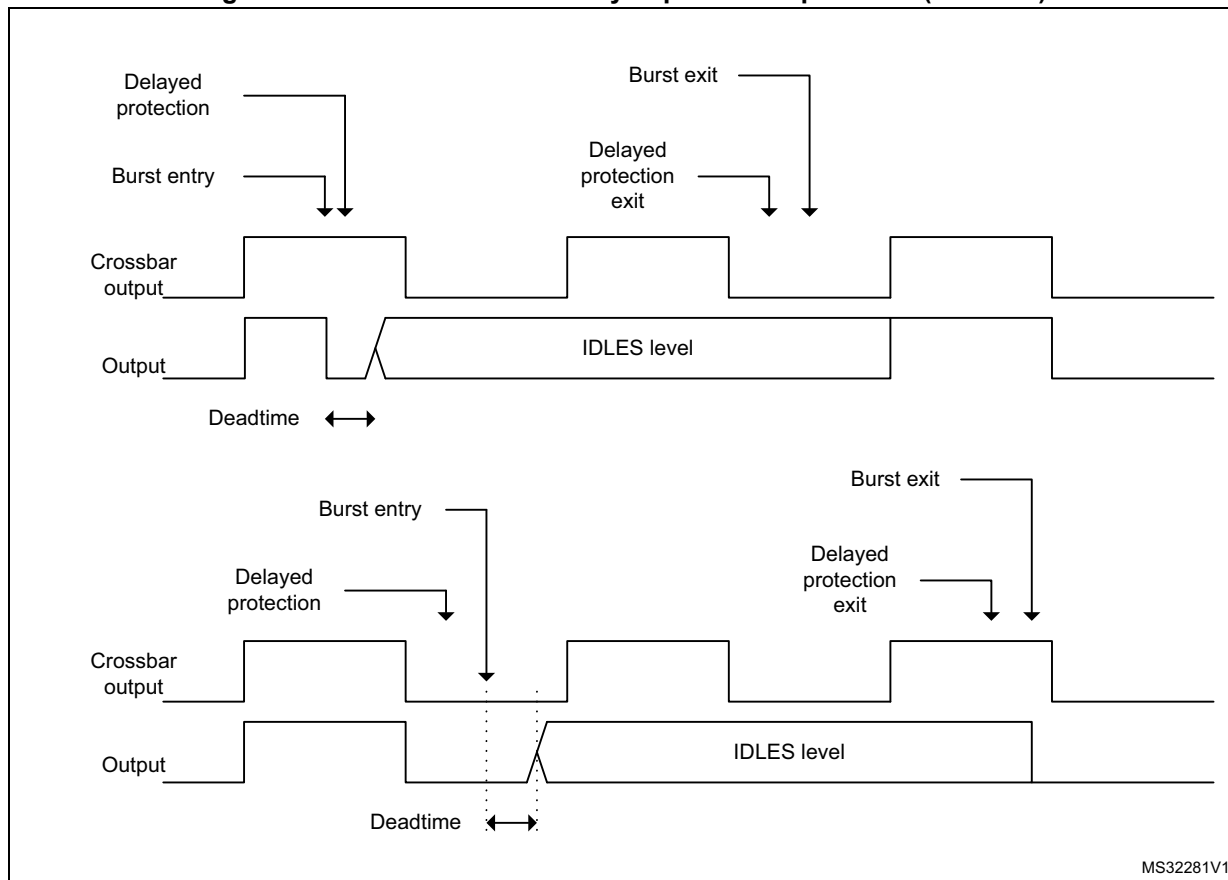 Delayed
protection
Burst exit
Burst entry
Delayed
protection
exit
Crossbar
output
Output
IDLES level
Deadtime
Burst exit
Burst entry
Delayed
protection
exit
Delayed
protection
Crossbar
output
Output
IDLES level
Deadtime
MS32281V1